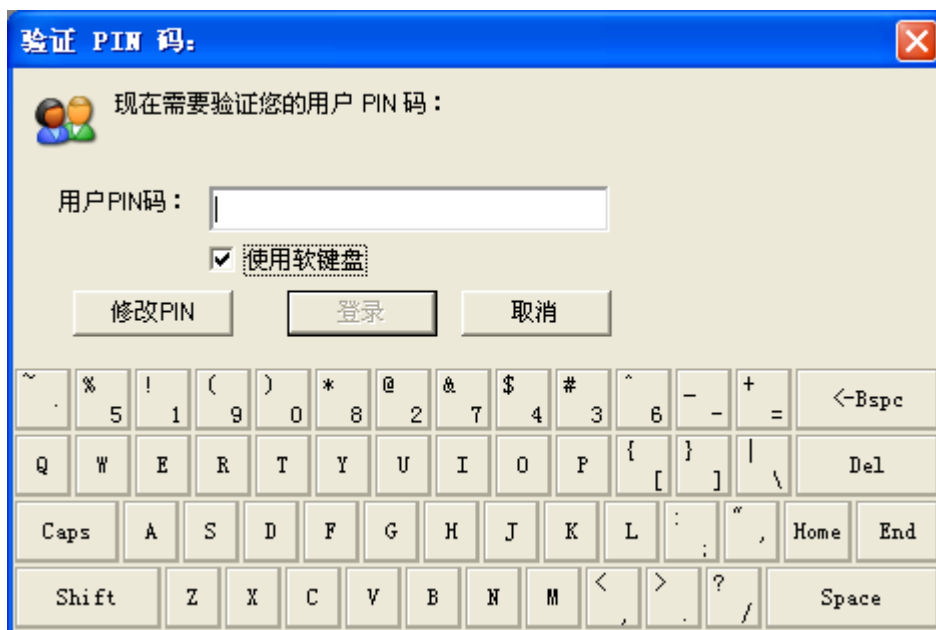 验证 PIN 码：
现在需要验证您的用户 PIN 码：
用户PIN码：
使用软键盘
修改PIN 登录 取消
~ . % 5 ! 1 ( 9 ) 0 * 8 @ 2 & 7 $ 4 # 3 ^ 6 _ - + = <-Bspc
Q W E R T Y U I O P { [ } ] | \ Del
Caps A S D F G H J K L : ; " , Home End
Shift Z X C V B N M < , > . ? / Space